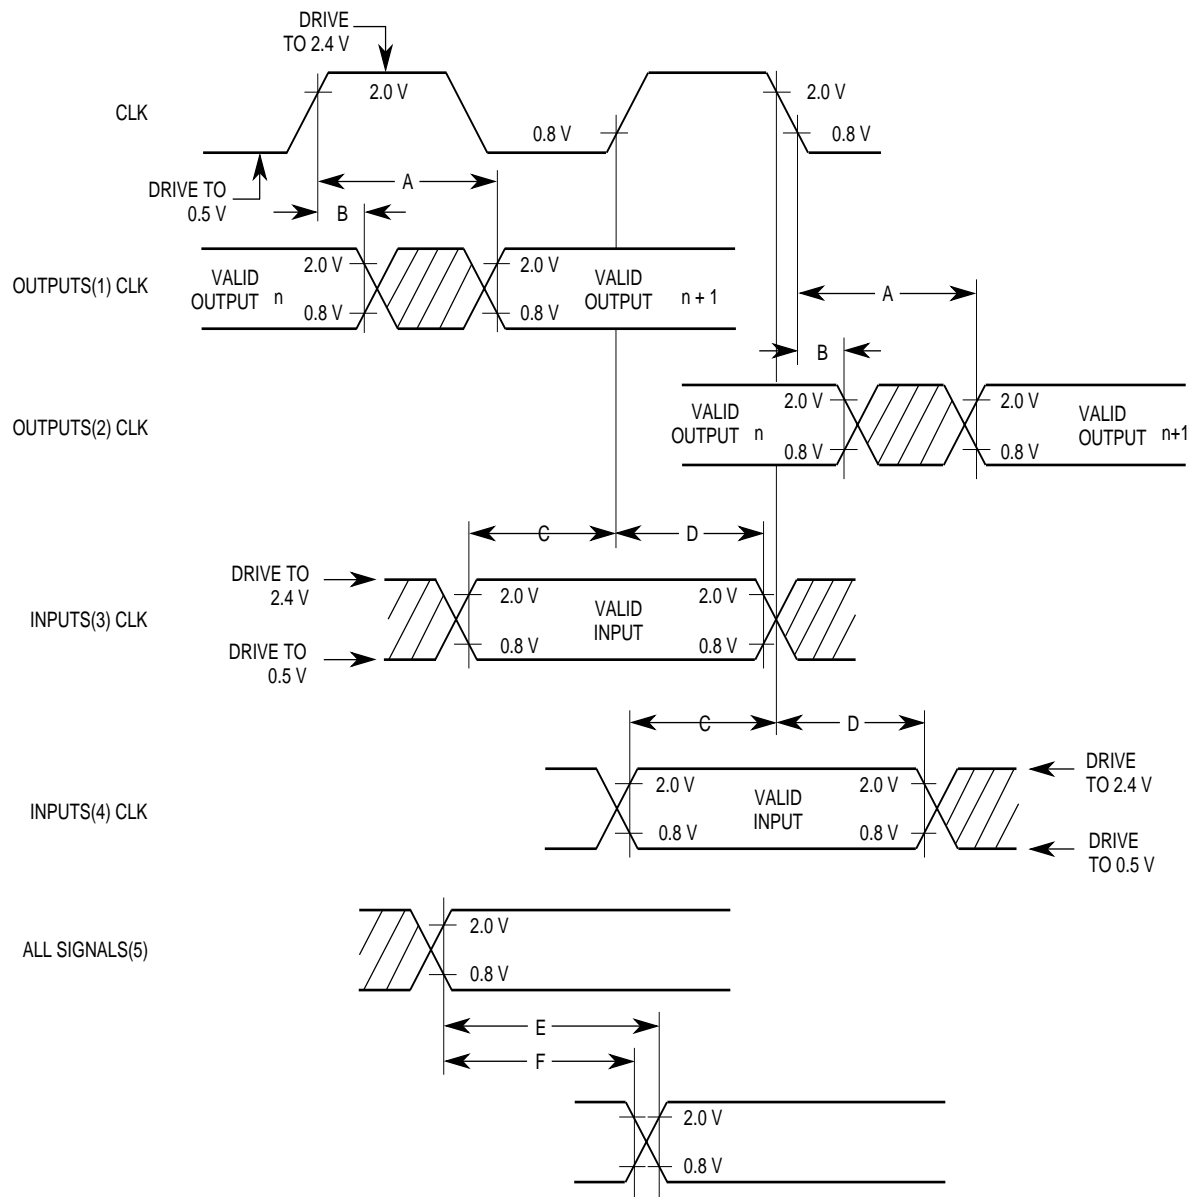 DRIVE
TO 2.4 V
2.0 V
2.0 V
CLK
0.8 V
0.8 V
DRIVE TO
0.5 V
A
B
OUTPUTS(1) CLK
VALID
OUTPUT n
2.0 V
0.8 V
2.0 V
0.8 V
VALID
OUTPUT n + 1
A
B
OUTPUTS(2) CLK
VALID
OUTPUT n
2.0 V
0.8 V
2.0 V
0.8 V
VALID
OUTPUT n+1
C
D
DRIVE TO
2.4 V
INPUTS(3) CLK
DRIVE TO
0.5 V
2.0 V
0.8 V
VALID
INPUT
2.0 V
0.8 V
C
D
INPUTS(4) CLK
2.0 V
0.8 V
VALID
INPUT
2.0 V
0.8 V
DRIVE
TO 2.4 V
DRIVE
TO 0.5 V
ALL SIGNALS(5)
2.0 V
0.8 V
E
F
2.0 V
0.8 V